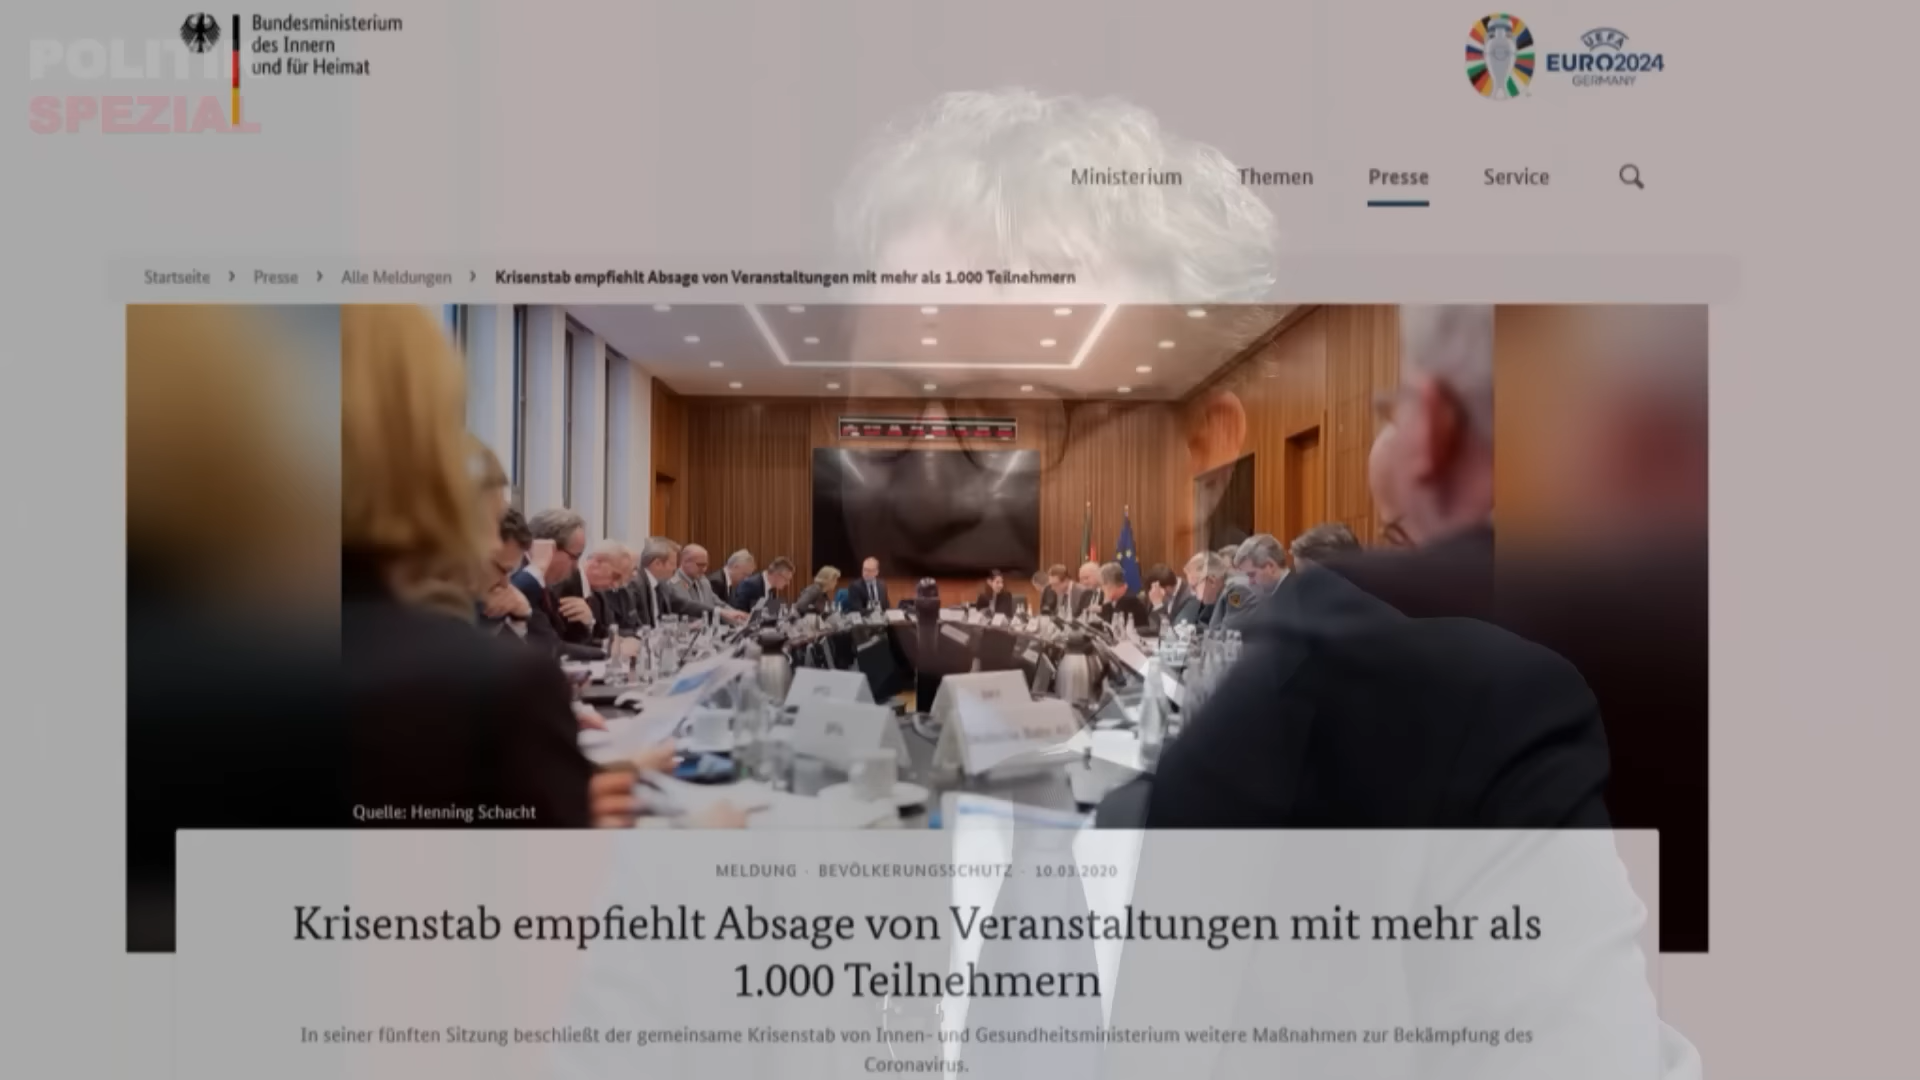 POLITIK
SPEZIAL
Bundesministerium
des Innern
und für Heimat
UEFA
EURO2024
GERMANY
Ministerium Themen Presse Service
Startseite > Presse > Alle Meldungen > Krisenstab empfiehlt Absage von Veranstaltungen mit mehr als 1.000 Teilnehmern
Quelle: Henning Schacht
MELDUNG · BEVÖLKERUNGSSCHUTZ · 10.03.2020
Krisenstab empfiehlt Absage von Veranstaltungen mit mehr als
1.000 Teilnehmern
In seiner fünften Sitzung beschließt der gemeinsame Krisenstab von Innen- und Gesundheitsministerium weitere Maßnahmen zur Bekämpfung des
Coronavirus.